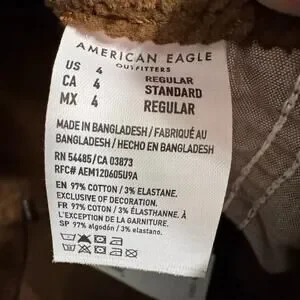 AMERICAN EAGLE
OUTFITTERS
US 4 REGULAR
CA 4 STANDARD
MX 4 REGULAR
MADE IN BANGLADESH / FABRIQUÉ AU
BANGLADESH / HECHO EN BANGLADESH
RN 54485/CA 03873
RFC# AEM120605U9A
EN 97% COTTON / 3% ELASTANE.
EXCLUSIVE OF DECORATION.
FR 97% COTON / 3% ÉLASTHANNE. À
L'EXCEPTION DE LA GARNITURE.
SP 97% algodón / 3% elastano.